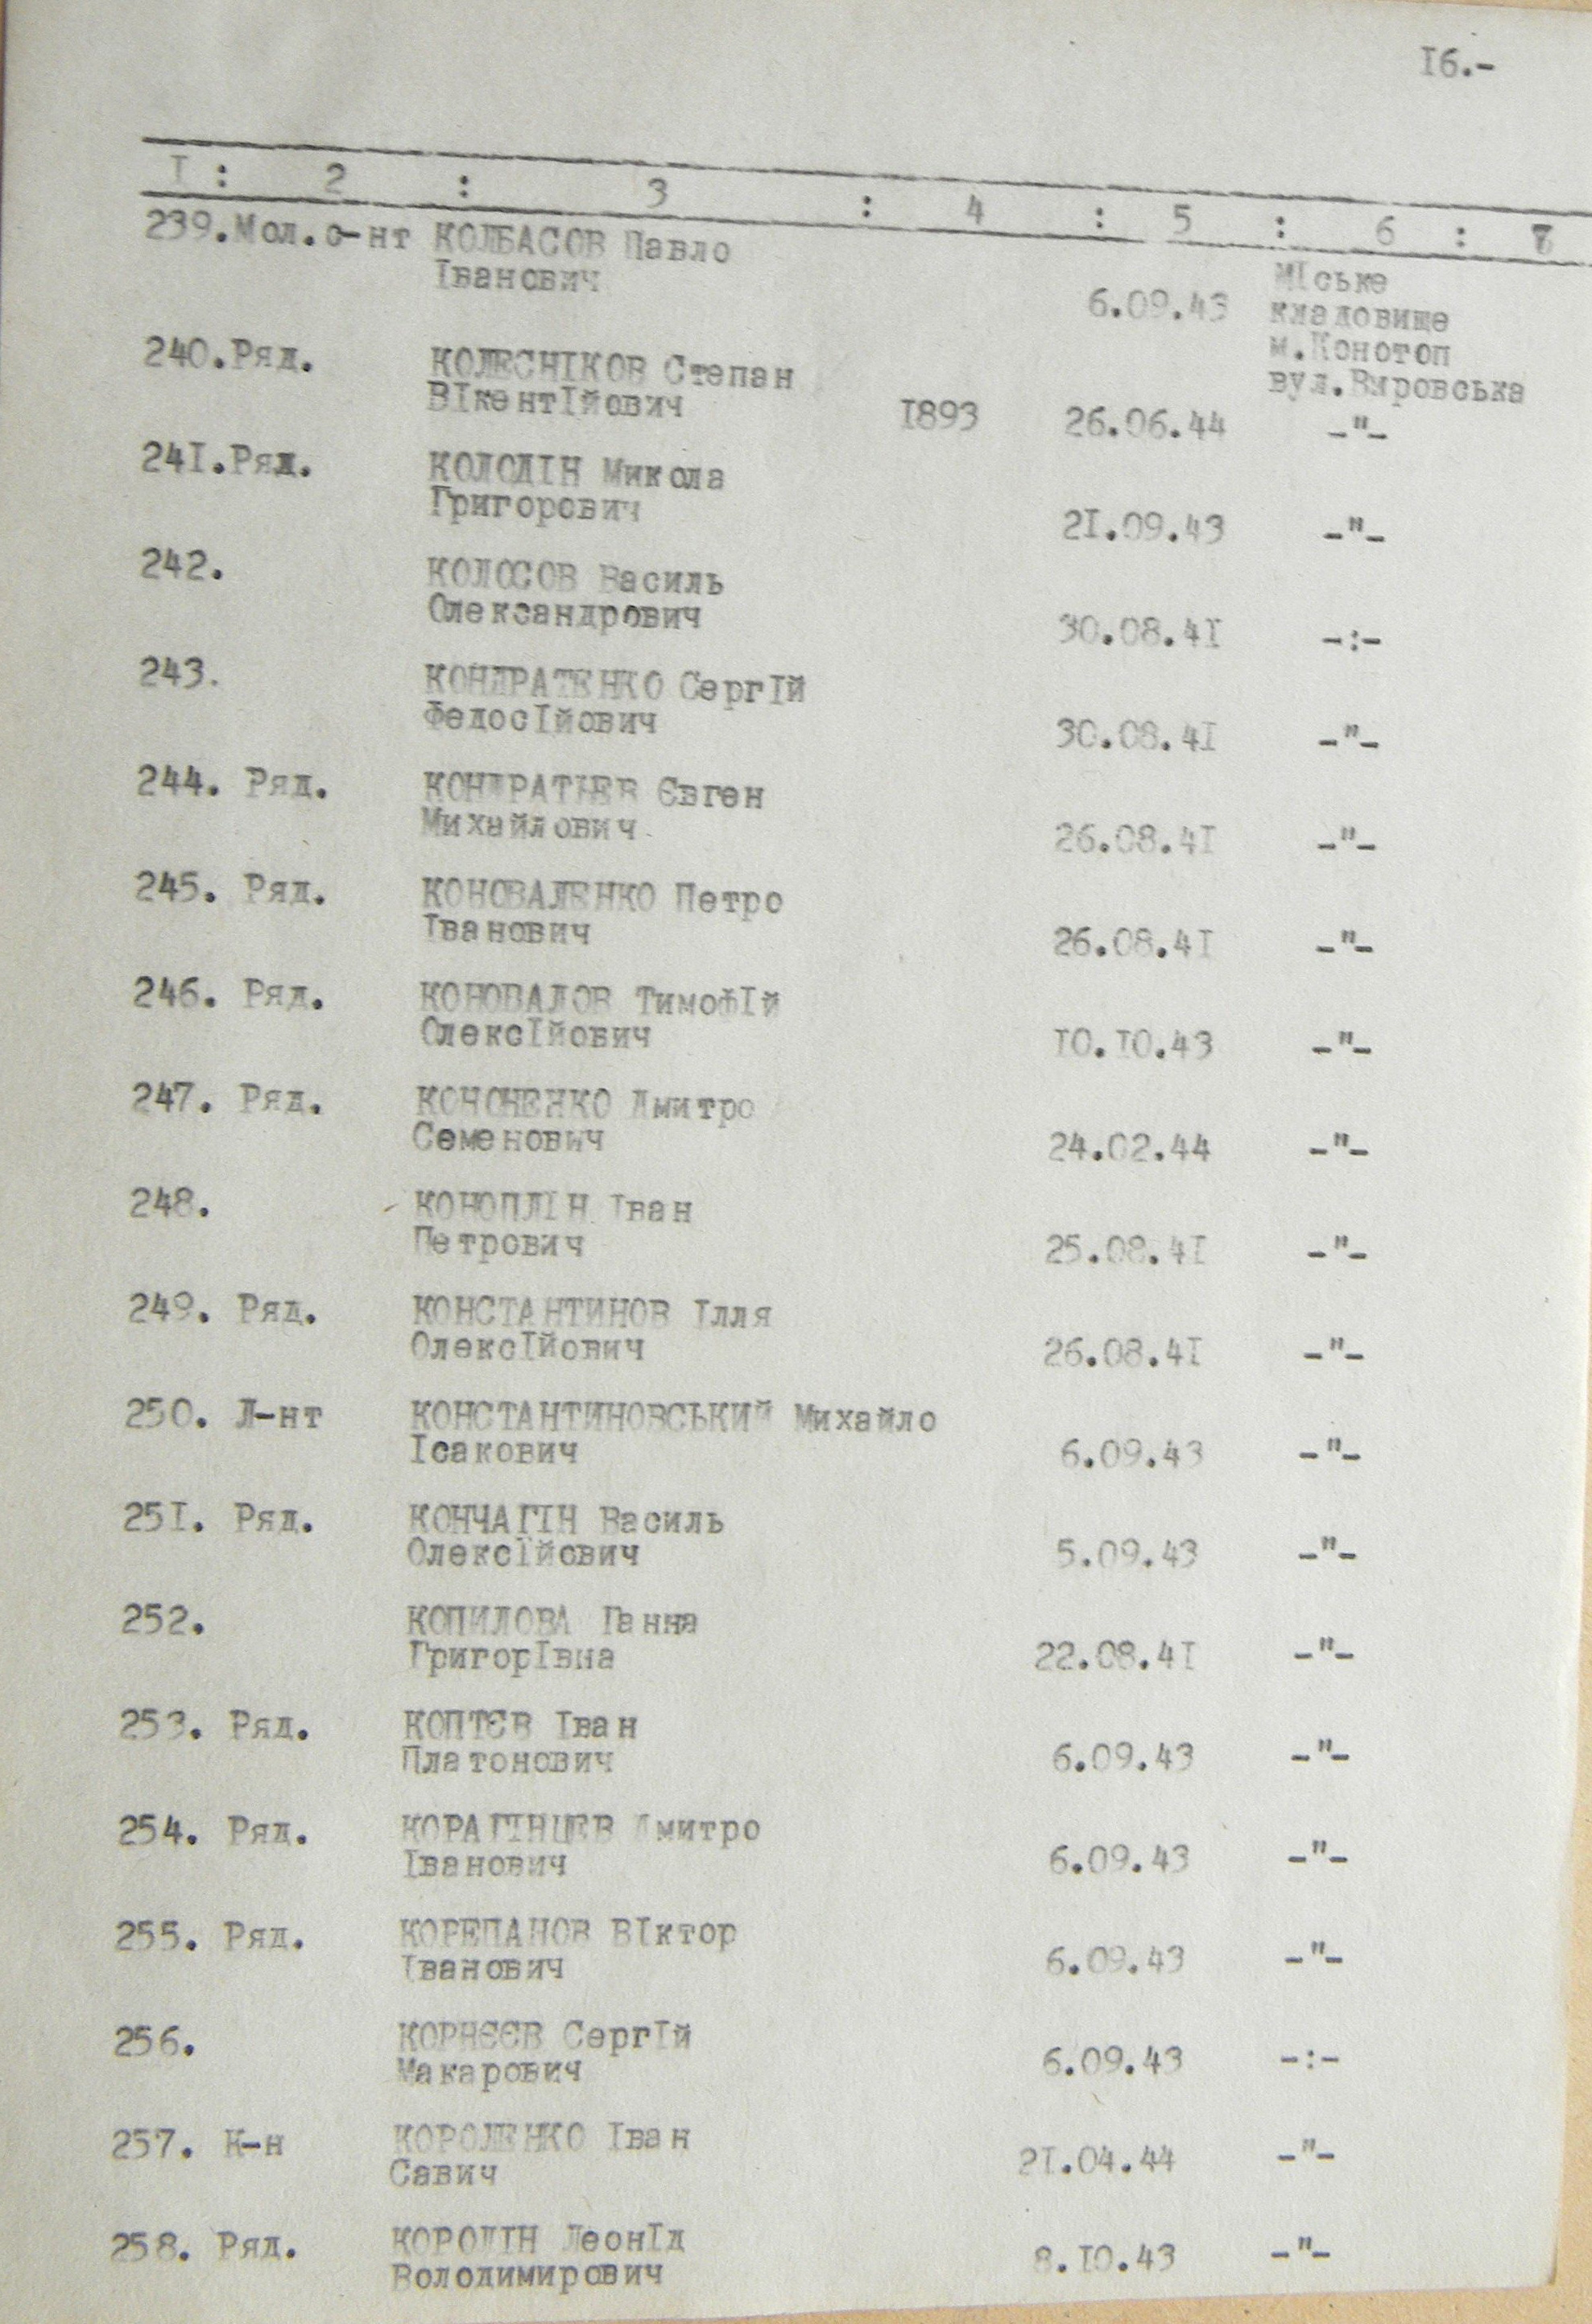 16.-
I : 2 : 3 : 4 : 5 : 6 : 7
239. Мол.с-нт КОЛБАСОВ Павло
Іванович
6.09.43
Міське
кладовище
м.Конотоп
вул.Вировська
240. Ряд. КОЛЕСНІКОВ Степан
Вікентійович 1893 26.06.44 -"-
241. Ряд. КОЛОДІН Микола
Григорович 21.09.43 -"-
242. КОЛОСОВ Василь
Олександрович 30.08.41 -:-
243. КОНДРАТЕНКО Сергій
Федосійович 30.08.41 -"-
244. Ряд. КОНДРАТЬЕВ Євген
Михайлович 26.08.41 -"-
245. Ряд. КОНОВАЛЕНКО Петро
Іванович 26.08.41 -"-
246. Ряд. КОНОВАЛОВ Тимофій
Олексійович 10.10.43 -"-
247. Ряд. КОНОНЕНКО Дмитро
Семенович 24.02.44 -"-
248. КОНОПЛІН Іван
Петрович 25.08.41 -"-
249. Ряд. КОНСТАНТИНОВ Ілля
Олексійович 26.08.41 -"-
250. Л-нт КОНСТАНТИНОВСЬКИЙ Михайло
Ісакович 6.09.43 -"-
251. Ряд. КОНЧАГІН Василь
Олексійович 5.09.43 -"-
252. КОПИЛОВА Ганна
Григорівна 22.08.41 -"-
253. Ряд. КОПТЄВ Іван
Платонович 6.09.43 -"-
254. Ряд. КОРАГІНЦЕВ Дмитро
Іванович 6.09.43 -"-
255. Ряд. КОРЕПАНОВ Віктор
Іванович 6.09.43 -"-
256. КОРНЄЄВ Сергій
Макарович 6.09.43 -:-
257. К-н КОРОЛЕНКО Іван
Савич 21.04.44 -"-
258. Ряд. КОРОЛІН Леонід
Володимирович 8.10.43 -"-